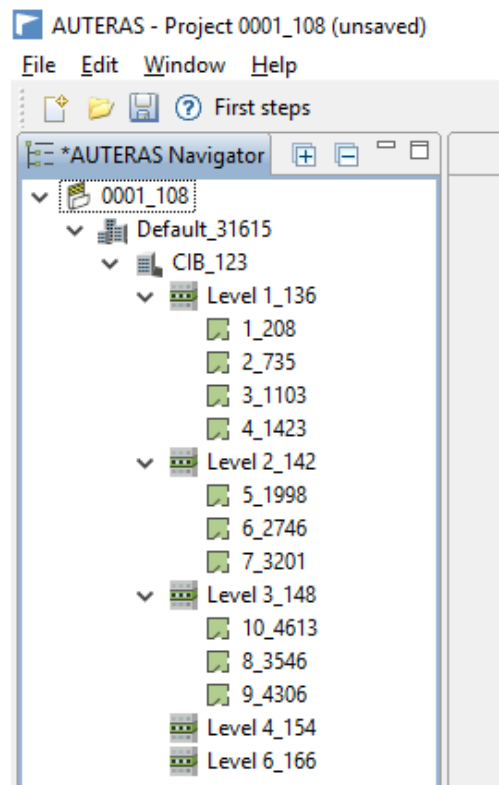 AUTERAS - Project 0001_108 (unsaved)
File Edit Window Help
First steps
*AUTERAS Navigator
0001_108
Default_31615
CIB_123
Level 1_136
1_208
2_735
3_1103
4_1423
Level 2_142
5_1998
6_2746
7_3201
Level 3_148
10_4613
8_3546
9_4306
Level 4_154
Level 6_166